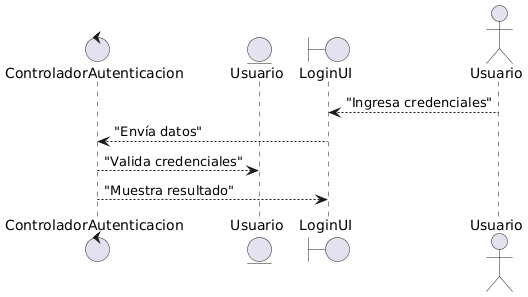 ControladorAutenticacion Usuario LoginUI Usuario
"Ingresa credenciales"
"Envía datos"
"Valida credenciales"
"Muestra resultado"
ControladorAutenticacion Usuario LoginUI Usuario